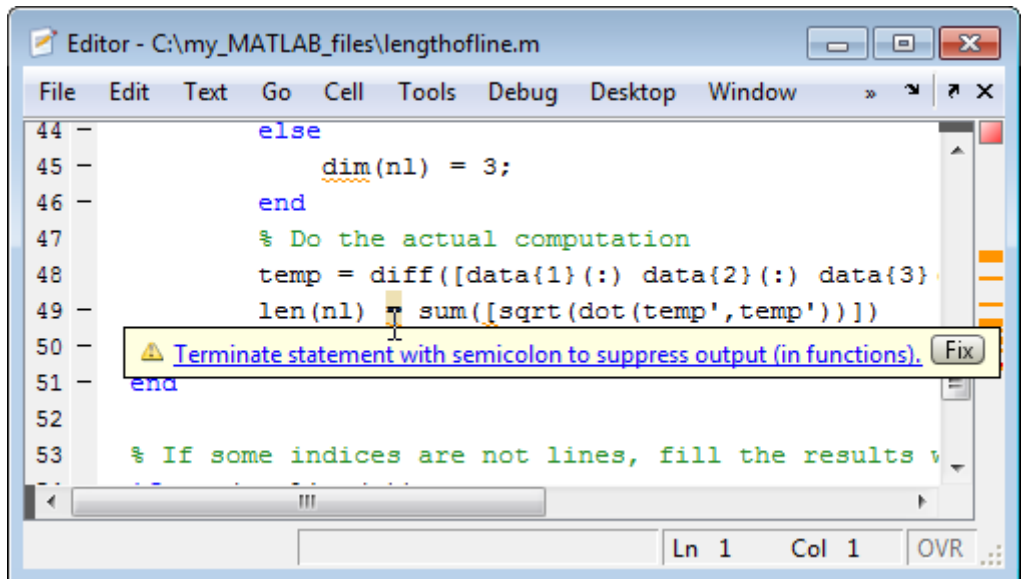 Editor - C:\my_MATLAB_files\lengthofline.m
File Edit Text Go Cell Tools Debug Desktop Window »
44 – else
45 – dim(nl) = 3;
46 – end
47 % Do the actual computation
48 temp = diff([data{1}(:) data{2}(:) data{3}
49 – len(nl) = sum([sqrt(dot(temp',temp'))])
50 –
Terminate statement with semicolon to suppress output (in functions). Fix
51 – end
52
53 % If some indices are not lines, fill the results
Ln 1 Col 1 OVR